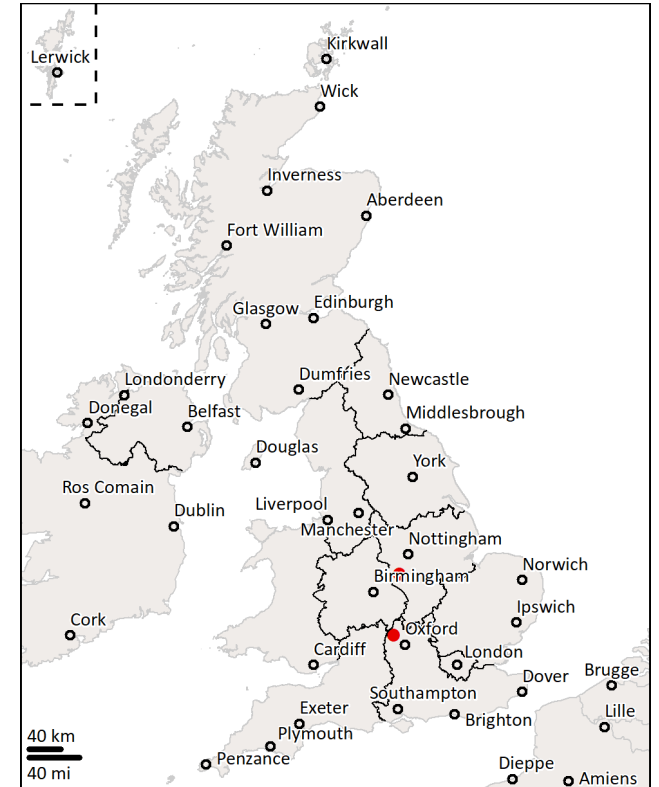 Kirkwall
Lerwick
Wick
Inverness
Aberdeen
Fort William
Glasgow
Edinburgh
Dumfries
Londonderry
Newcastle
Donegal
Belfast
Middlesbrough
Douglas
York
Ros Comain
Liverpool
Dublin
Manchester
Nottingham
Norwich
Birmingham
Ipswich
Cork
Oxford
Cardiff
London
Dover
Brugge
Southampton
Exeter
Brighton
Lille
Plymouth
40 km
Penzance
40 mi
Dieppe
Amiens